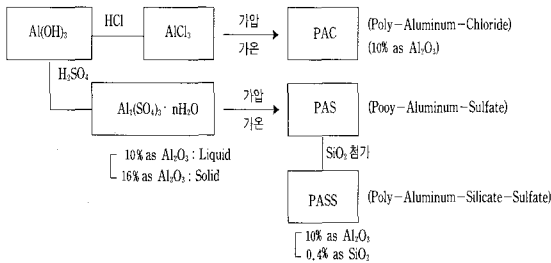 Al(OH)₃
HCl
AlCl₃
가압
가온
PAC
(Poly-Aluminum-Chloride)
(10% as Al₂O₃)
H₂SO₄
Al₂(SO₄)₃· nH₂O
가압
가온
PAS
(Pooy-Aluminum-Sulfate)
10% as Al₂O₃ : Liquid
16% as Al₂O₃ : Solid
SiO₂ 첨가
PASS
(Poly-Aluminum-Silicate-Sulfate)
10% as Al₂O₃
0.4% as SiO₂